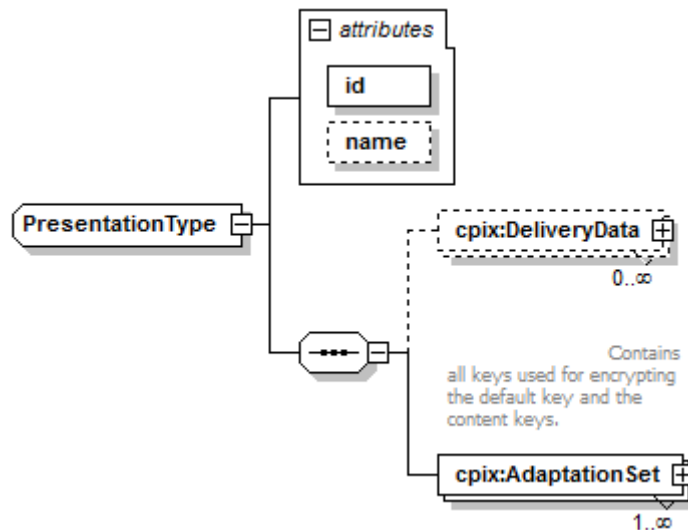 attributes
id
name
PresentationType
cpix:DeliveryData
0..∞
Contains
all keys used for encrypting
the default key and the
content keys.
cpix:AdaptationSet
1..∞